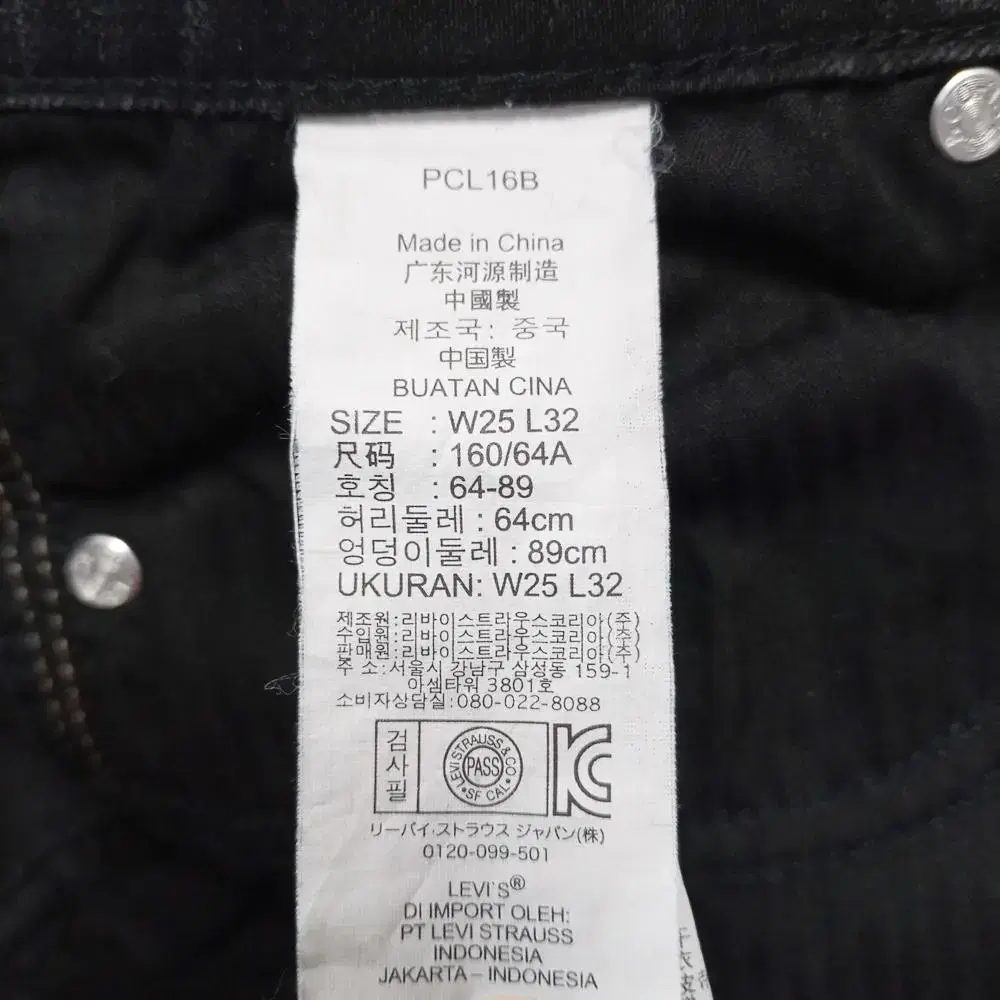 PCL16B
Made in China
广东河源制造
中國製
제조국: 중국
中国製
BUATAN CINA
SIZE : W25 L32
尺码 : 160/64A
호칭 : 64-89
허리둘레 : 64cm
엉덩이둘레 : 89cm
UKURAN: W25 L32
제조원:리바이스트라우스코리아(주)
수입원:리바이스트라우스코리아(주)
판매원:리바이스트라우스코리아(주)
주 소:서울시 강남구 삼성동 159-1
아셈타워 3801호
소비자상담실:080-022-8088
검사필
LEVI STRAUSS & CO
PASS
SF CAL
KC
リーバイ·ストラウス ジャパン(株)
0120-099-501
LEVI'S®
DI IMPORT OLEH:
PT LEVI STRAUSS
INDONESIA
JAKARTA – INDONESIA